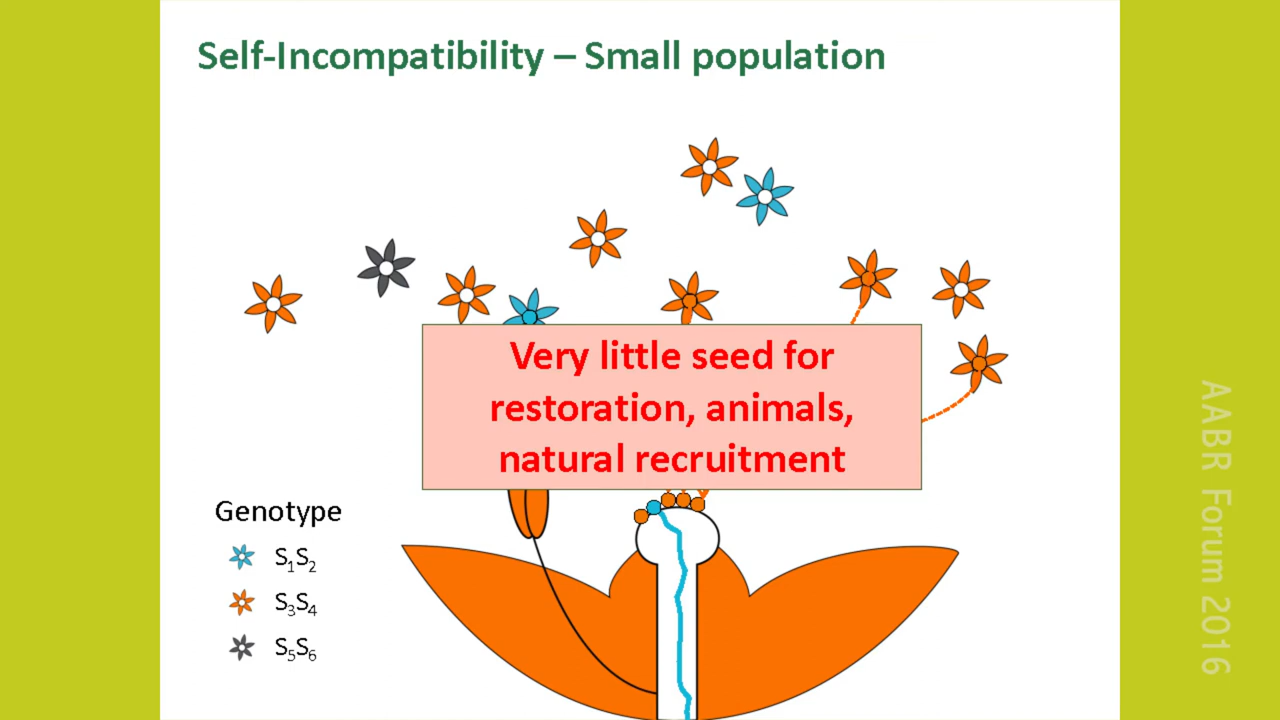 Self-Incompatibility – Small population
Very little seed for
restoration, animals,
natural recruitment
Genotype
S₁S₂
S₃S₄
S₅S₆
AABR Forum 2016